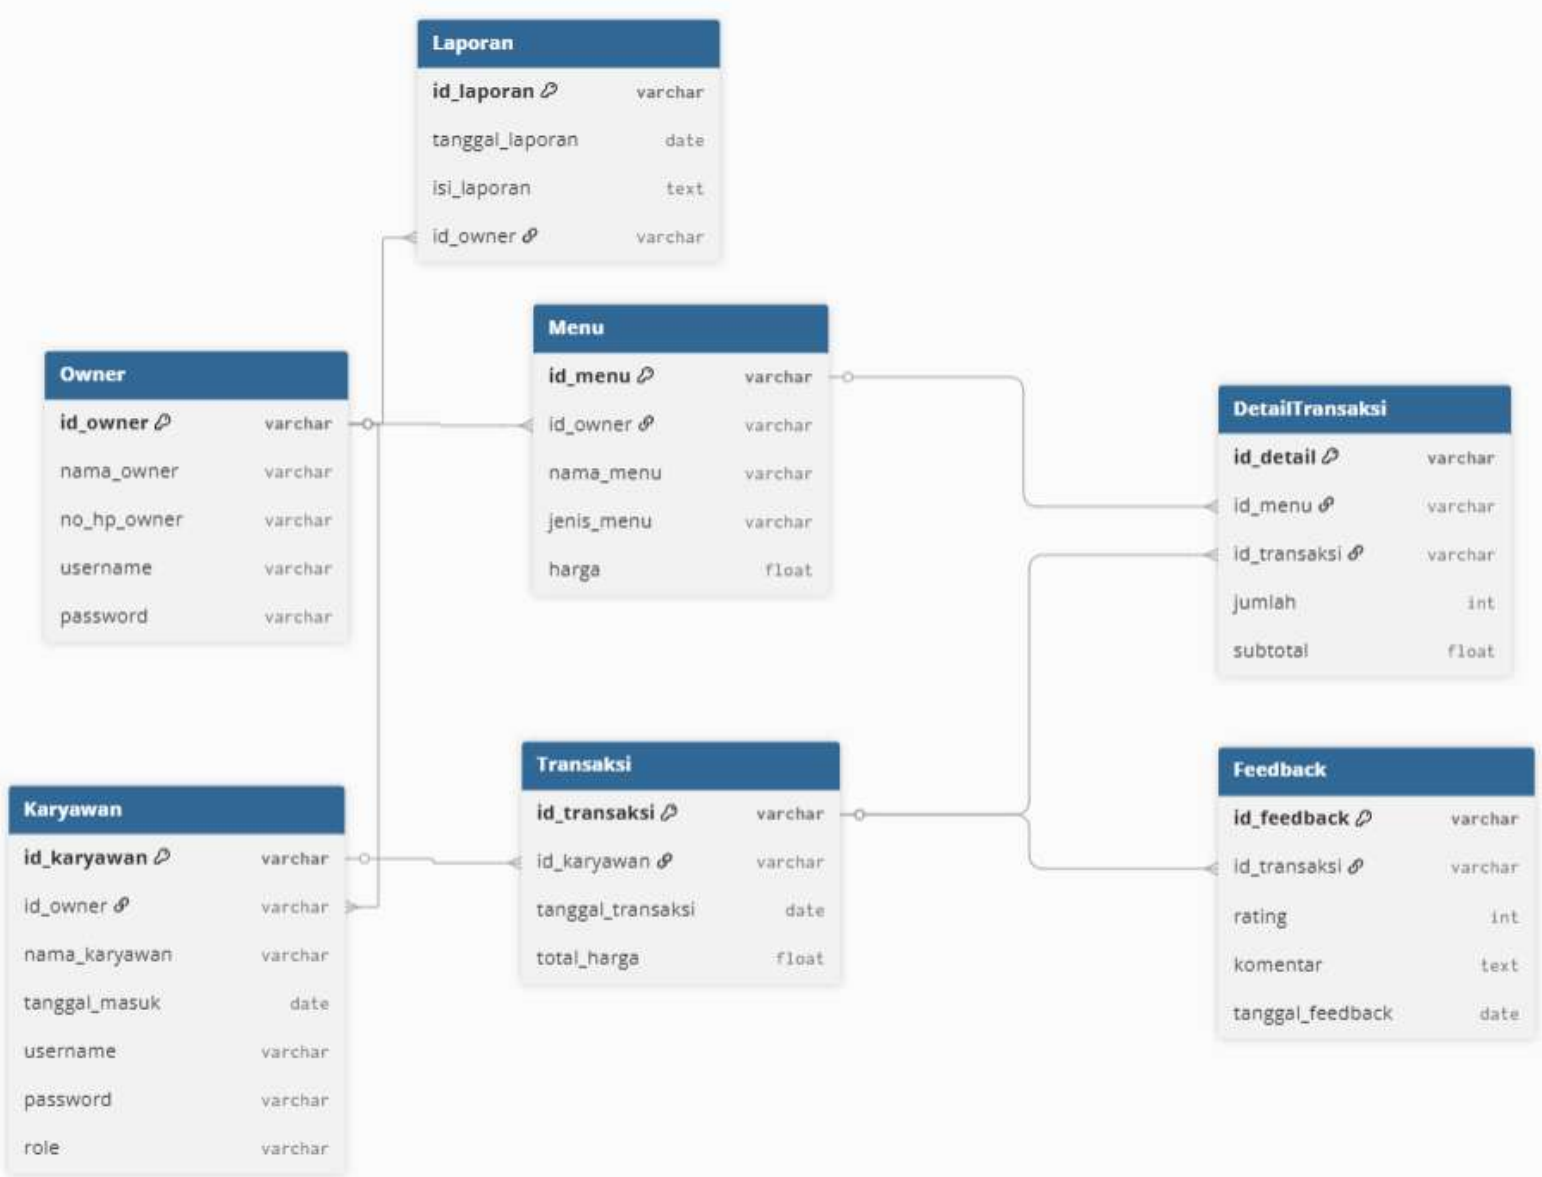 Laporan
id_laporan varchar
tanggal_laporan date
isi_laporan text
id_owner varchar
Menu
id_menu varchar
id_owner varchar
nama_menu varchar
jenis_menu varchar
harga float
Owner
id_owner varchar
nama_owner varchar
no_hp_owner varchar
username varchar
password varchar
DetailTransaksi
id_detail varchar
id_menu varchar
id_transaksi varchar
jumlah int
subtotal float
Karyawan
id_karyawan varchar
id_owner varchar
nama_karyawan varchar
tanggal_masuk date
username varchar
password varchar
role varchar
Transaksi
id_transaksi varchar
id_karyawan varchar
tanggal_transaksi date
total_harga float
Feedback
id_feedback varchar
id_transaksi varchar
rating int
komentar text
tanggal_feedback date